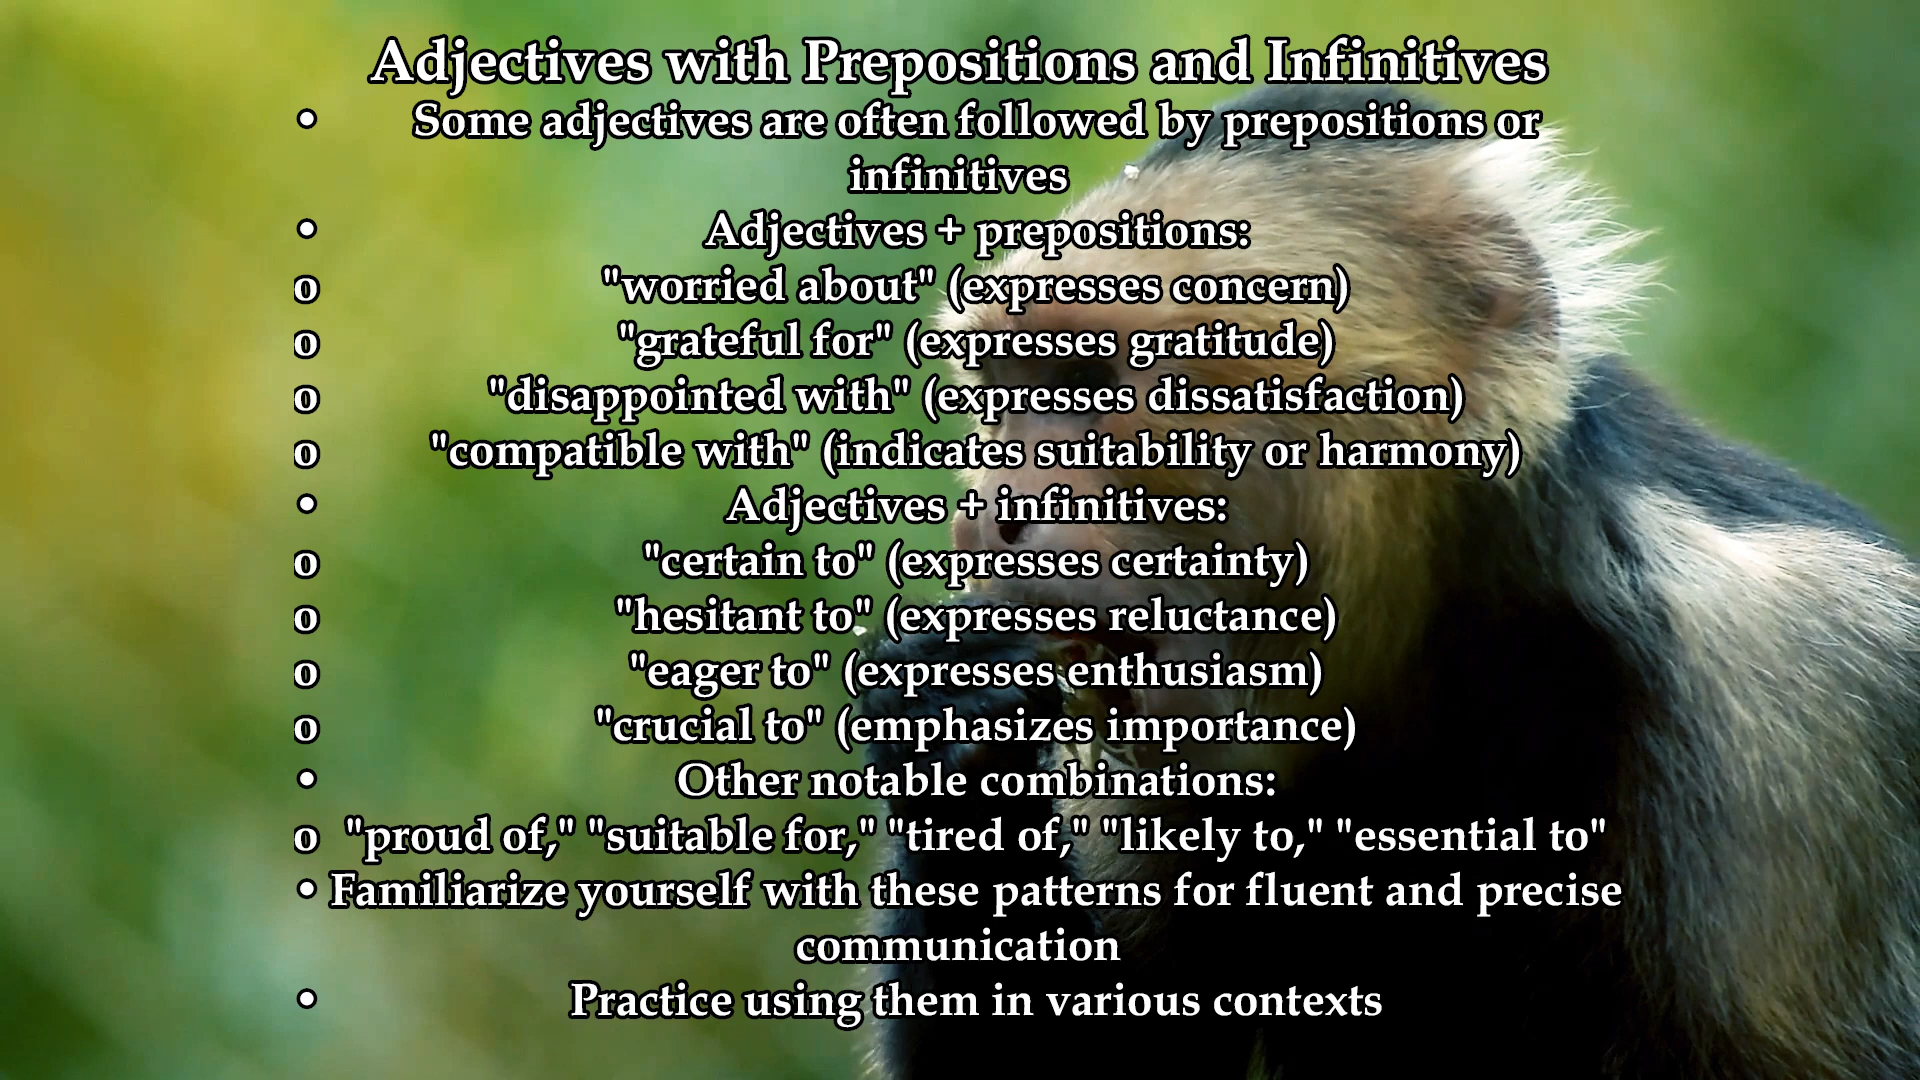 Adjectives with Prepositions and Infinitives
• Some adjectives are often followed by prepositions or
infinitives
• Adjectives + prepositions:
o "worried about" (expresses concern)
o "grateful for" (expresses gratitude)
o "disappointed with" (expresses dissatisfaction)
o "compatible with" (indicates suitability or harmony)
• Adjectives + infinitives:
o "certain to" (expresses certainty)
o "hesitant to" (expresses reluctance)
o "eager to" (expresses enthusiasm)
o "crucial to" (emphasizes importance)
• Other notable combinations:
o "proud of," "suitable for," "tired of," "likely to," "essential to"
• Familiarize yourself with these patterns for fluent and precise
communication
• Practice using them in various contexts